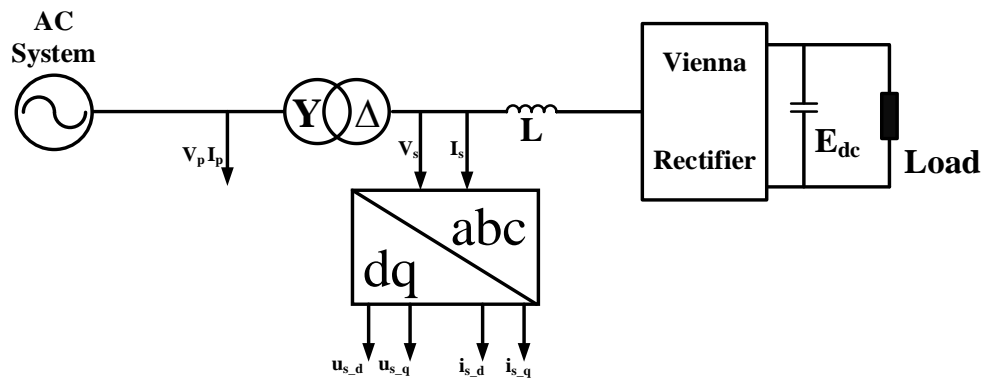 AC
System
Y Δ
V_p I_p
V_s
I_s
L
Vienna
Rectifier
E_dc
Load
abc
dq
u_s_d
u_s_q
i_s_d
i_s_q